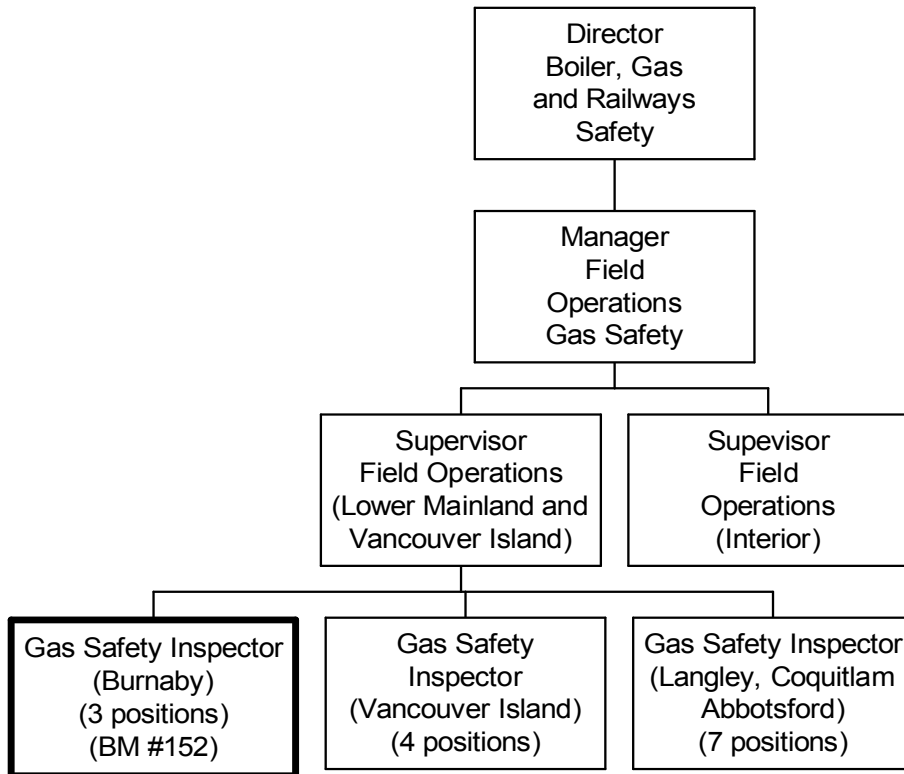 Director
Boiler, Gas
and Railways
Safety
Manager
Field
Operations
Gas Safety
Supervisor
Field Operations
(Lower Mainland and
Vancouver Island)
Supevisor
Field
Operations
(Interior)
Gas Safety Inspector
(Burnaby)
(3 positions)
(BM #152)
Gas Safety
Inspector
(Vancouver Island)
(4 positions)
Gas Safety Inspector
(Langley, Coquitlam
Abbotsford)
(7 positions)